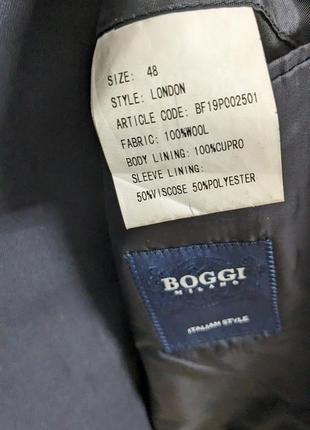 SIZE: 48
STYLE: LONDON
ARTICLE CODE: BF19P002501
FABRIC: 100%WOOL
BODY LINING: 100%CUPRO
SLEEVE LINING:
50%VISCOSE 50%POLYESTER
BOGGI
MILANO
ITALIAN STYLE